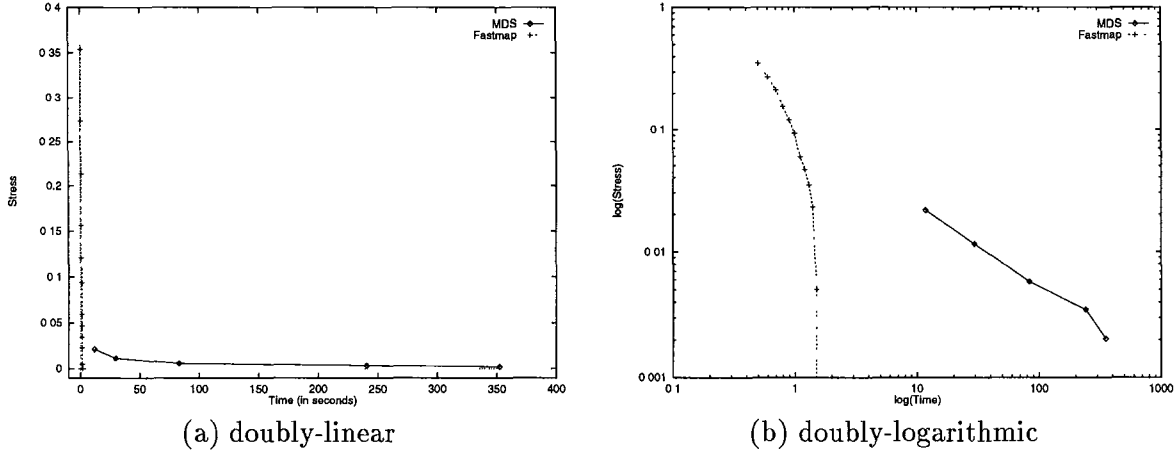 MDS
Fastmap
0 4
0 35
0 3
0 25
0 2
0 15
0 1
0 05
0
Stress
0 50 100 150 200 250 300 350 400
Time (in seconds)
(a) doubly-linear
MDS
Fastmap
1
0 1
0 01
0 001
log(Stress)
0 1 1 10 100 1000
log(Time)
(b) doubly-logarithmic